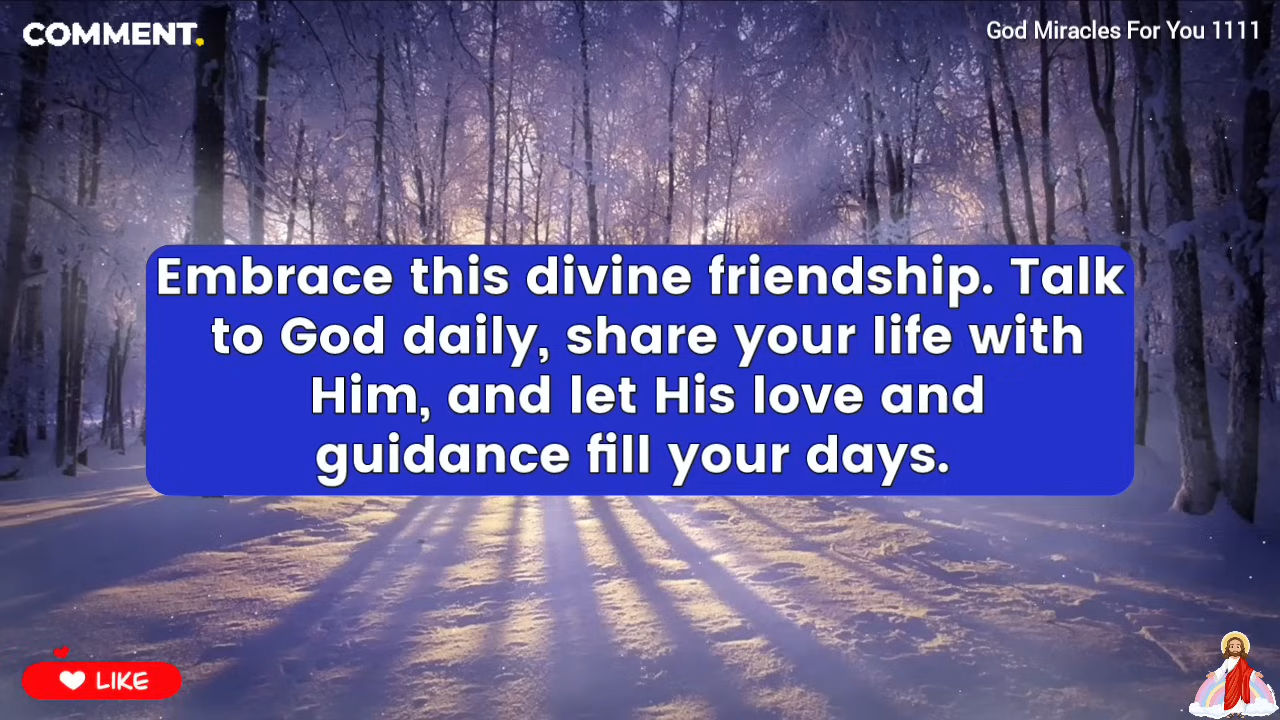 COMMENT.
God Miracles For You 1111
Embrace this divine friendship. Talk
to God daily, share your life with
Him, and let His love and
guidance fill your days.
LIKE